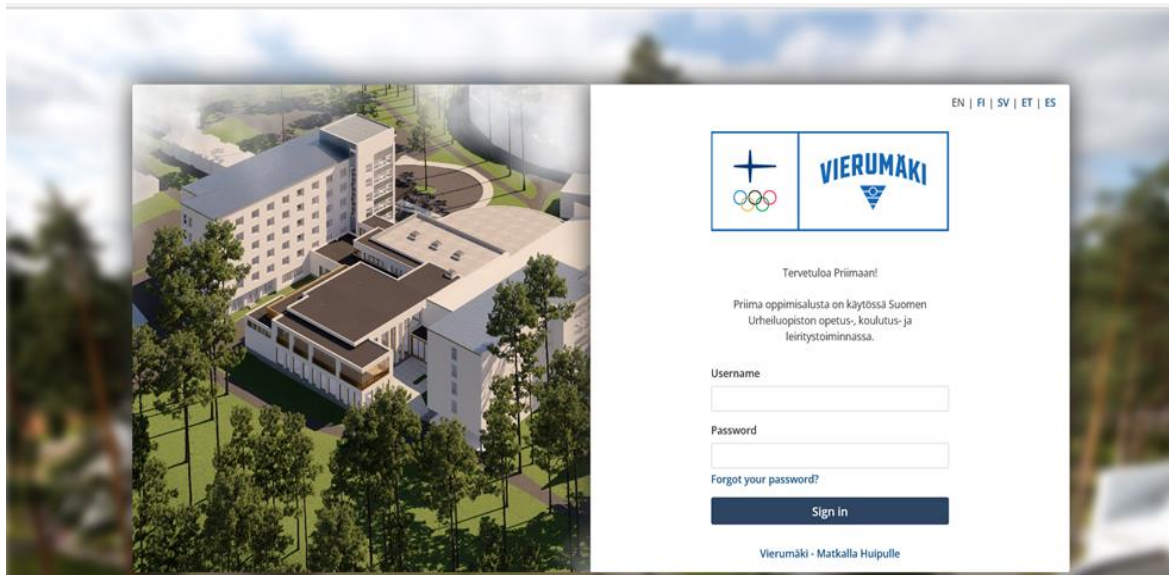 EN | FI | SV | ET | ES
VIERUMÄKI
Tervetuloa Priimaan!
Priima oppimisalusta on käytössä Suomen
Urheiluopiston opetus-, koulutus- ja
leiritystoiminnassa.
Username
Password
Forgot your password?
Sign in
Vierumäki - Matkalla Huipulle